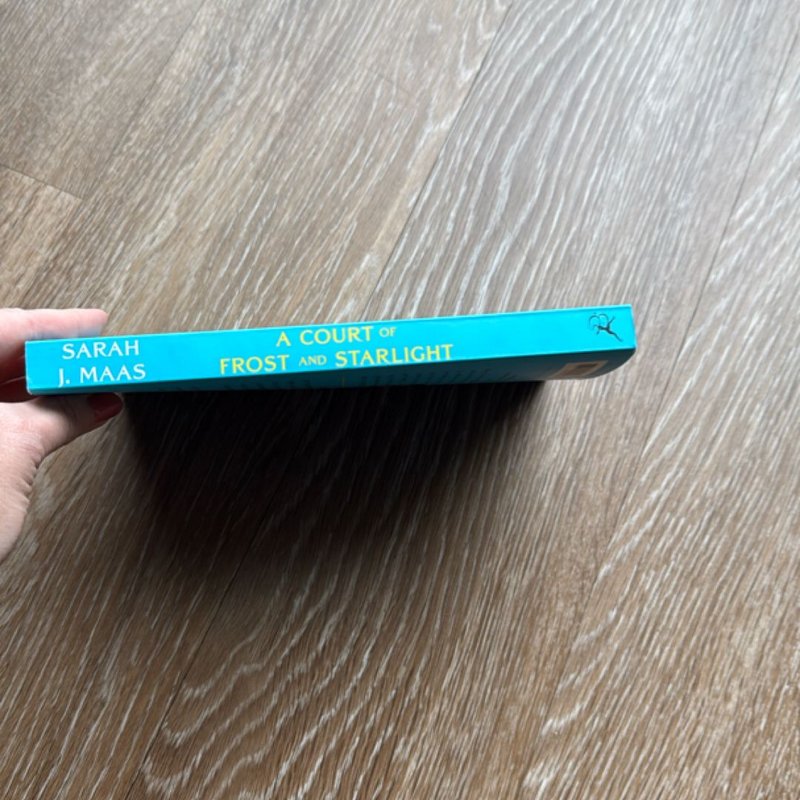 SARAH
J. MAAS
A COURT OF
FROST AND STARLIGHT